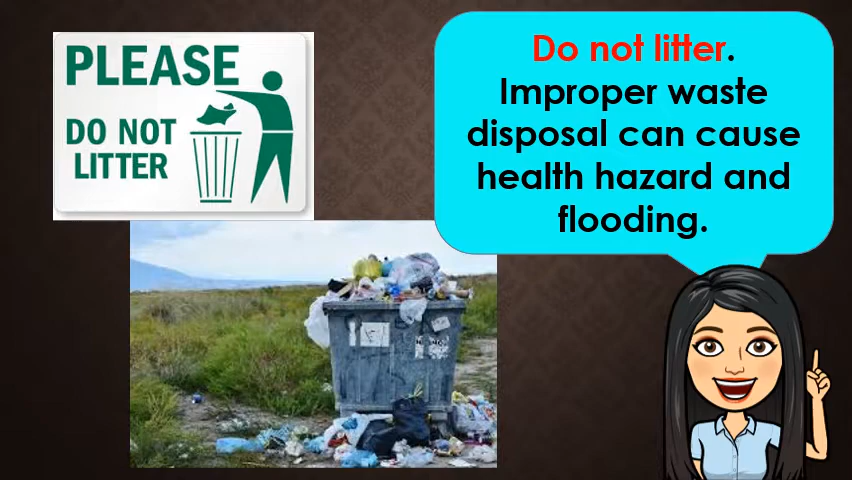 PLEASE
DO NOT
LITTER
Do not litter.
Improper waste
disposal can cause
health hazard and
flooding.